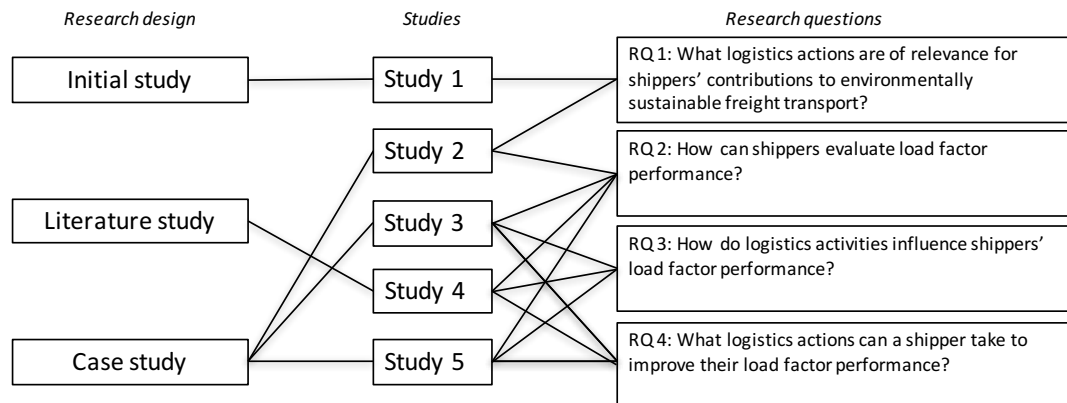 Research design
Studies
Research questions
Initial study
Study 1
RQ 1: What logistics actions are of relevance for
shippers' contributions to environmentally
sustainable freight transport?
Study 2
RQ 2: How can shippers evaluate load factor
performance?
Literature study
Study 3
RQ 3: How do logistics activities influence shippers'
load factor performance?
Study 4
Case study
Study 5
RQ 4: What logistics actions can a shipper take to
improve their load factor performance?